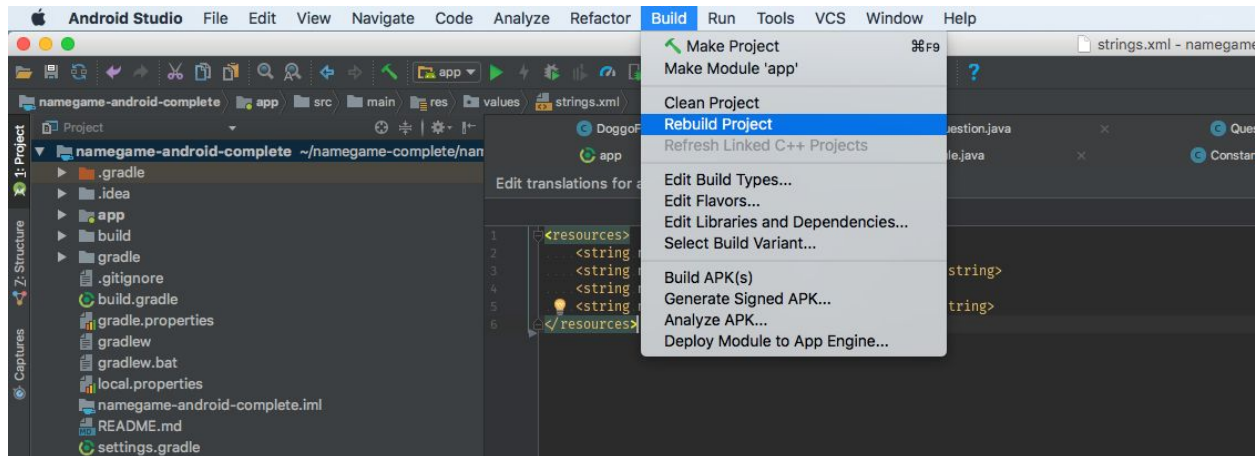 Android Studio File Edit View Navigate Code Analyze Refactor Build Run Tools VCS Window Help
strings.xml - namegame
app
namegame-android-complete app src main res values strings.xml
Make Project ⌘F9
Make Module 'app'
Clean Project
Rebuild Project
Refresh Linked C++ Projects
Edit Build Types...
Edit Flavors...
Edit Libraries and Dependencies...
Select Build Variant...
Build APK(s)
Generate Signed APK...
Analyze APK...
Deploy Module to App Engine...
1: Project
Z: Structure
Captures
Project
namegame-android-complete ~/namegame-complete/nan
.gradle
.idea
app
build
gradle
.gitignore
build.gradle
gradle.properties
gradlew
gradlew.bat
local.properties
namegame-android-complete.iml
README.md
settings.gradle
C DoggoF estion.java C Ques
app le.java C Constar
Edit translations for a
1 <resources>
2 <string
3 <string string>
4 <string
5 <string tring>
6 </resources>